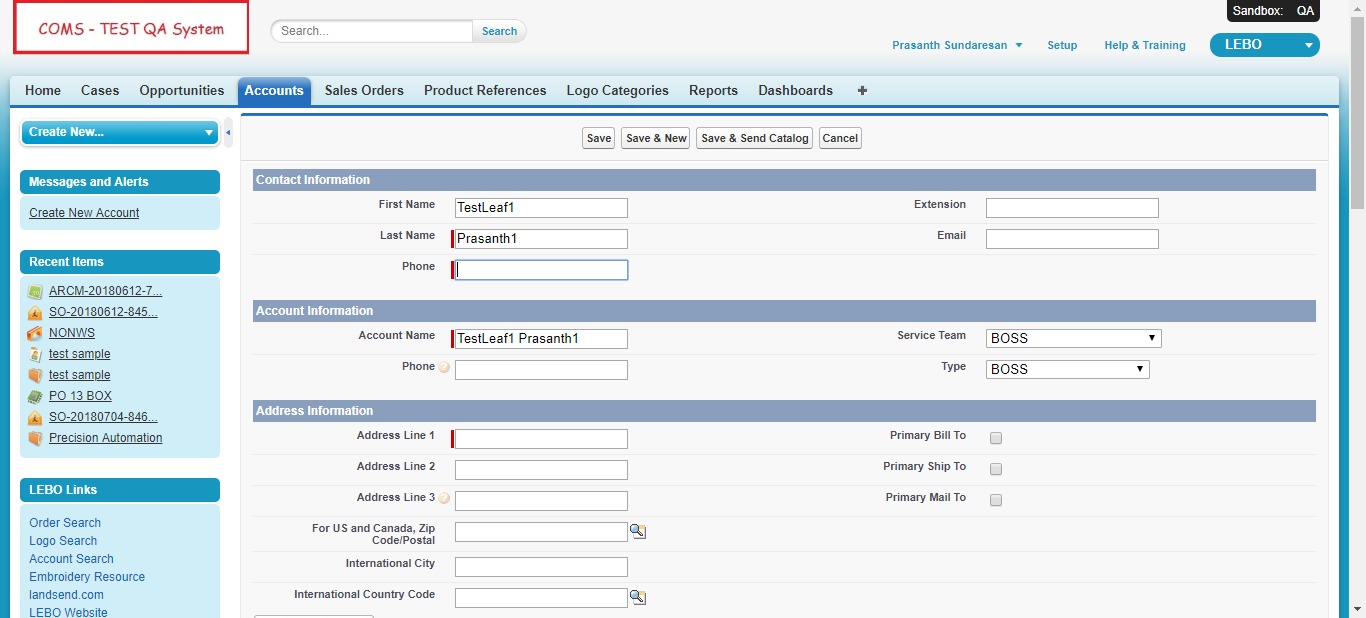 COMS - TEST QA System
Search...
Search
Sandbox: QA
Prasanth Sundaresan
Setup
Help & Training
LEBO
Home
Cases
Opportunities
Accounts
Sales Orders
Product References
Logo Categories
Reports
Dashboards
+
Create New...
Messages and Alerts
Create New Account
Recent Items
ARCM-20180612-7...
SO-20180612-845...
NONWS
test sample
test sample
PO 13 BOX
SO-20180704-846...
Precision Automation
LEBO Links
Order Search
Logo Search
Account Search
Embroidery Resource
landsend.com
LEBO Website
Save
Save & New
Save & Send Catalog
Cancel
Contact Information
First Name
TestLeaf1
Extension
Last Name
Prasanth1
Email
Phone
Account Information
Account Name
TestLeaf1 Prasanth1
Service Team
BOSS
Phone
?
Type
BOSS
Address Information
Address Line 1
Primary Bill To
Address Line 2
Primary Ship To
Address Line 3
?
Primary Mail To
For US and Canada, Zip
Code/Postal
International City
International Country Code